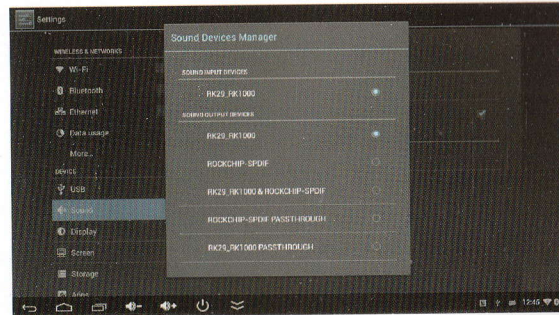 Settings
WIRELESS & NETWORKS
Wi-Fi
Bluetooth
Ethernet
Data usage
More...
DEVICE
USB
Sound
Display
Screen
Storage
Apps
Sound Devices Manager
SOUND INPUT DEVICES
RK29_RK1000
SOUND OUTPUT DEVICES
RK29_RK1000
ROCKCHIP-SPDIF
RK29_RK1000 & ROCKCHIP-SPDIF
ROCKCHIP-SPDIF PASSTHROUGH
RK29_RK1000 PASSTHROUGH
12:45